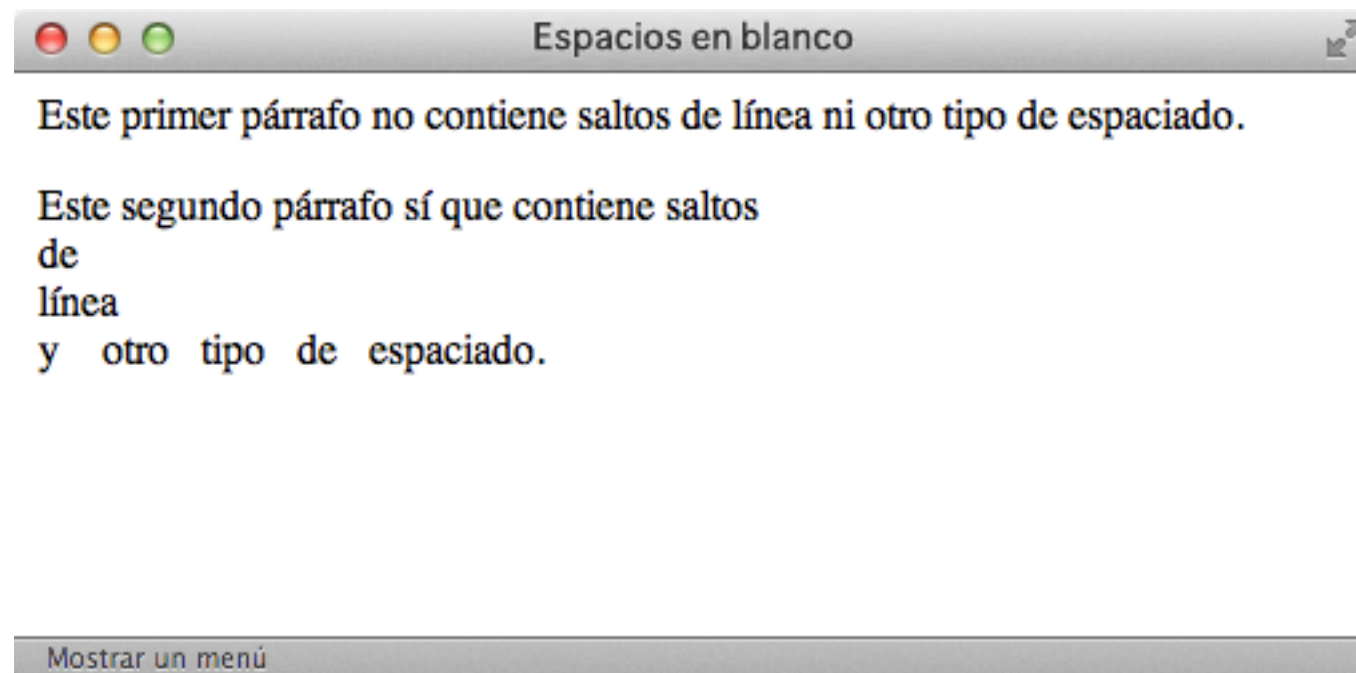 Espacios en blanco
Este primer párrafo no contiene saltos de línea ni otro tipo de espaciado.
Este segundo párrafo sí que contiene saltos
de
línea
y otro tipo de espaciado.
Mostrar un menú